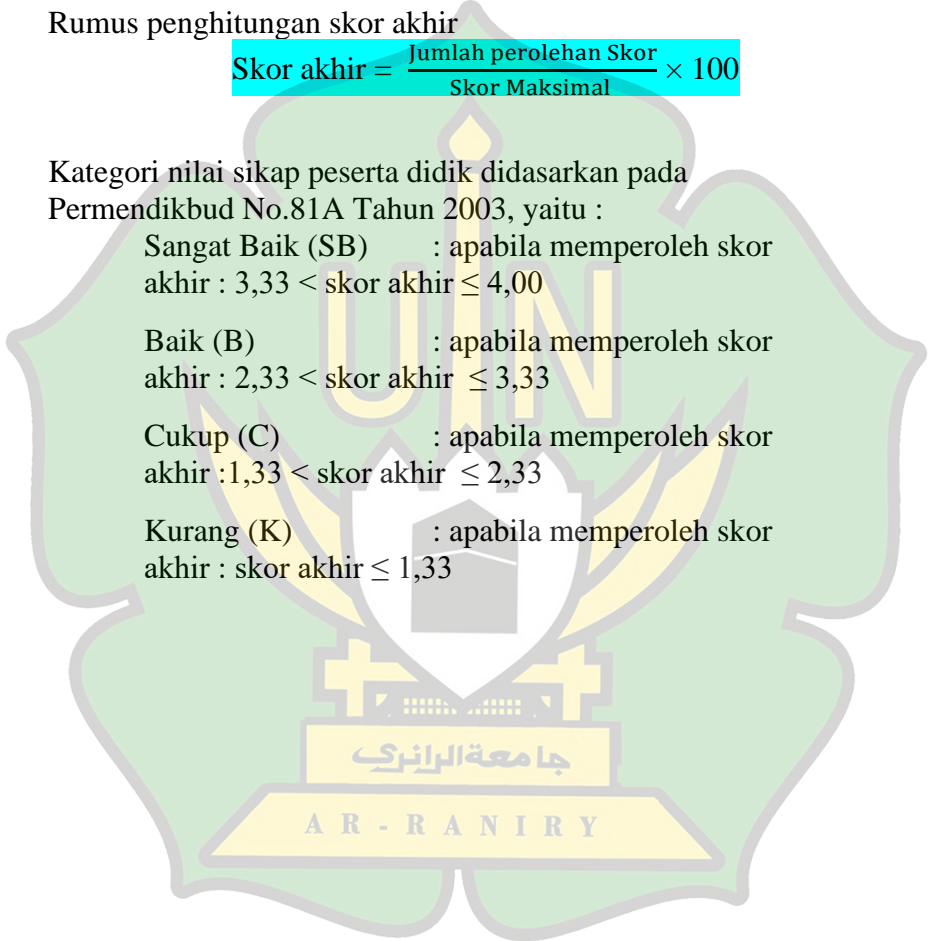 Rumus penghitungan skor akhir
Skor akhir = Jumlah perolehan Skor / Skor Maksimal × 100
Kategori nilai sikap peserta didik didasarkan pada
Permendikbud No.81A Tahun 2003, yaitu :
Sangat Baik (SB) : apabila memperoleh skor
akhir : 3,33 < skor akhir ≤ 4,00
Baik (B) : apabila memperoleh skor
akhir : 2,33 < skor akhir ≤ 3,33
Cukup (C) : apabila memperoleh skor
akhir :1,33 < skor akhir ≤ 2,33
Kurang (K) : apabila memperoleh skor
akhir : skor akhir ≤ 1,33
UIN
جامعة الرانري
AR-RANIRY